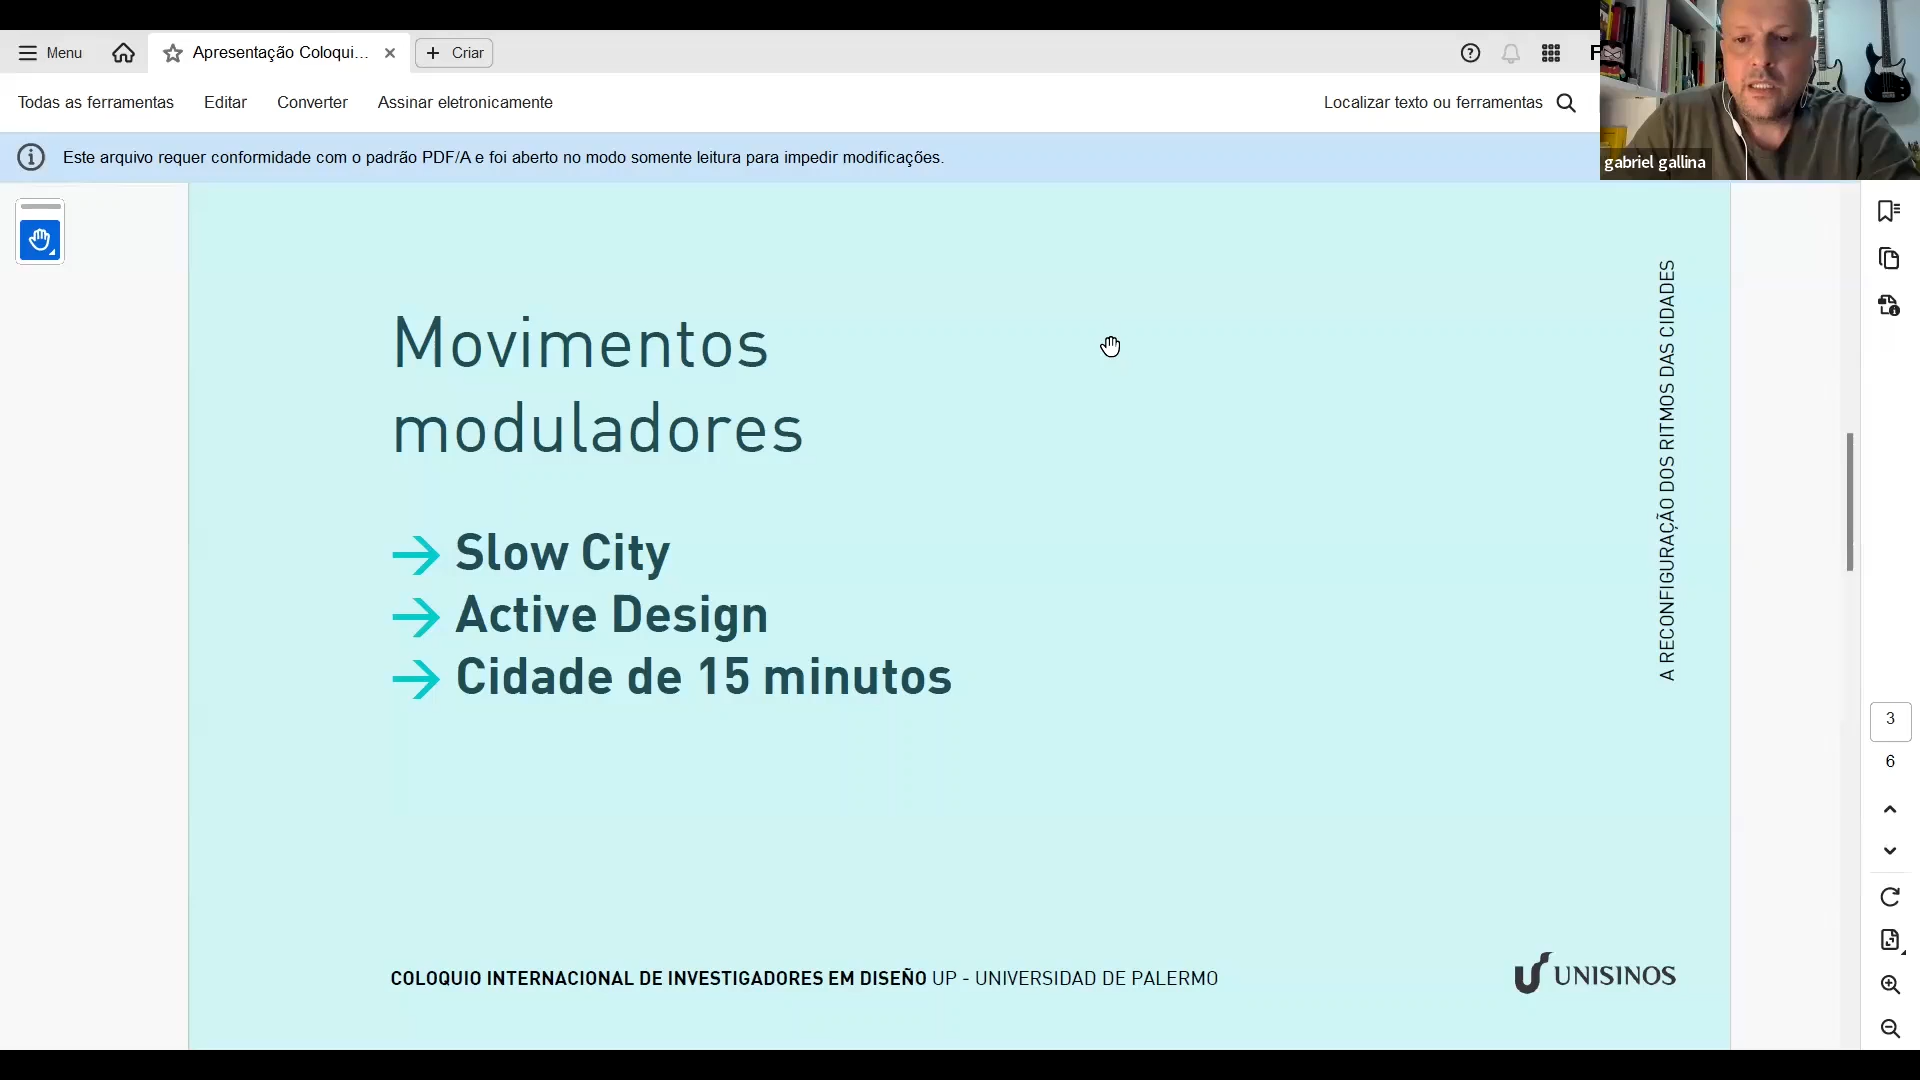 Menu
Apresentação Coloqui...
Criar
Todas as ferramentas
Editar
Converter
Assinar eletronicamente
Localizar texto ou ferramentas
gabriel gallina
Este arquivo requer conformidade com o padrão PDF/A e foi aberto no modo somente leitura para impedir modificações.
Movimentos
moduladores
→ Slow City
→ Active Design
→ Cidade de 15 minutos
A RECONFIGURAÇÃO DOS RITMOS DAS CIDADES
3
6
COLOQUIO INTERNACIONAL DE INVESTIGADORES EM DISEÑO UP - UNIVERSIDAD DE PALERMO
UNISINOS